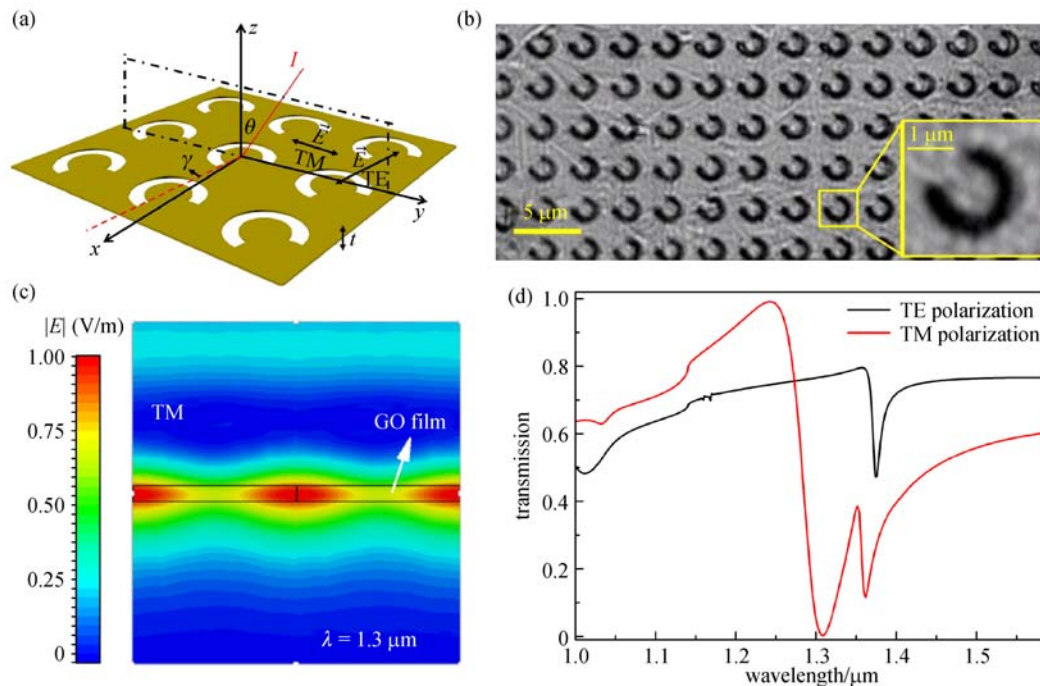 (a)
z
I
θ
E
TM
E
TE
γ
x
y
t
(b)
1 μm
5 μm
(c)
|E| (V/m)
1.00
0.75
0.50
0.25
0
TM
GO film
λ = 1.3 μm
(d)
1.0
0.8
0.6
0.4
0.2
0
transmission
TE polarization
TM polarization
1.0 1.1 1.2 1.3 1.4 1.5
wavelength/μm